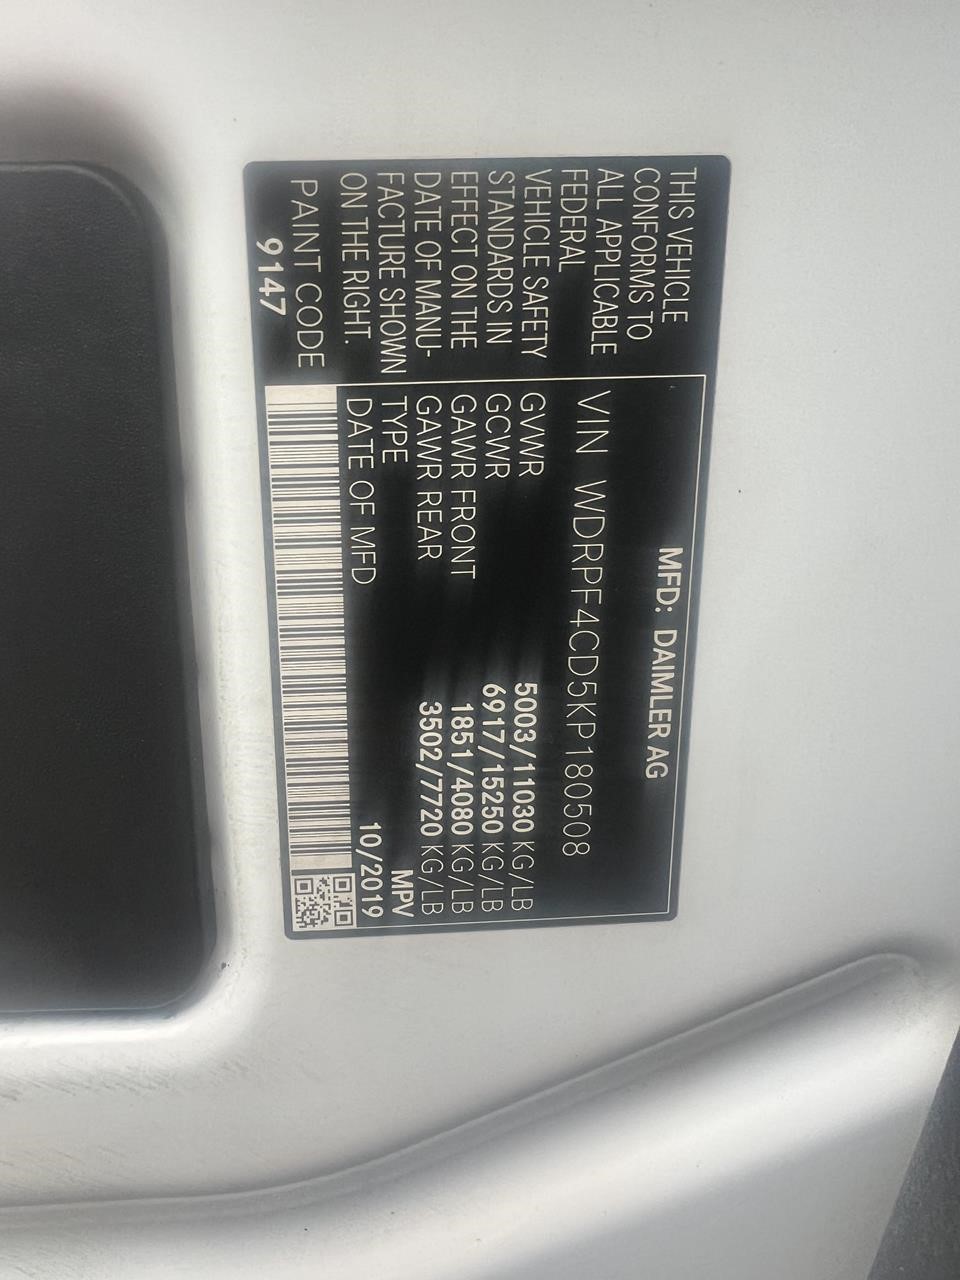 MFD: DAIMLER AG
THIS VEHICLE
CONFORMS TO
ALL APPLICABLE
FEDERAL
VEHICLE SAFETY
STANDARDS IN
EFFECT ON THE
DATE OF MANU-
FACTURE SHOWN
ON THE RIGHT.
PAINT CODE
9147
VIN WDRPF4CD5KP180508
GVWR 5003/11030 KG/LB
GCWR 6917/15250 KG/LB
GAWR FRONT 1851/4080 KG/LB
GAWR REAR 3502/7720 KG/LB
TYPE MPV
DATE OF MFD 10/2019